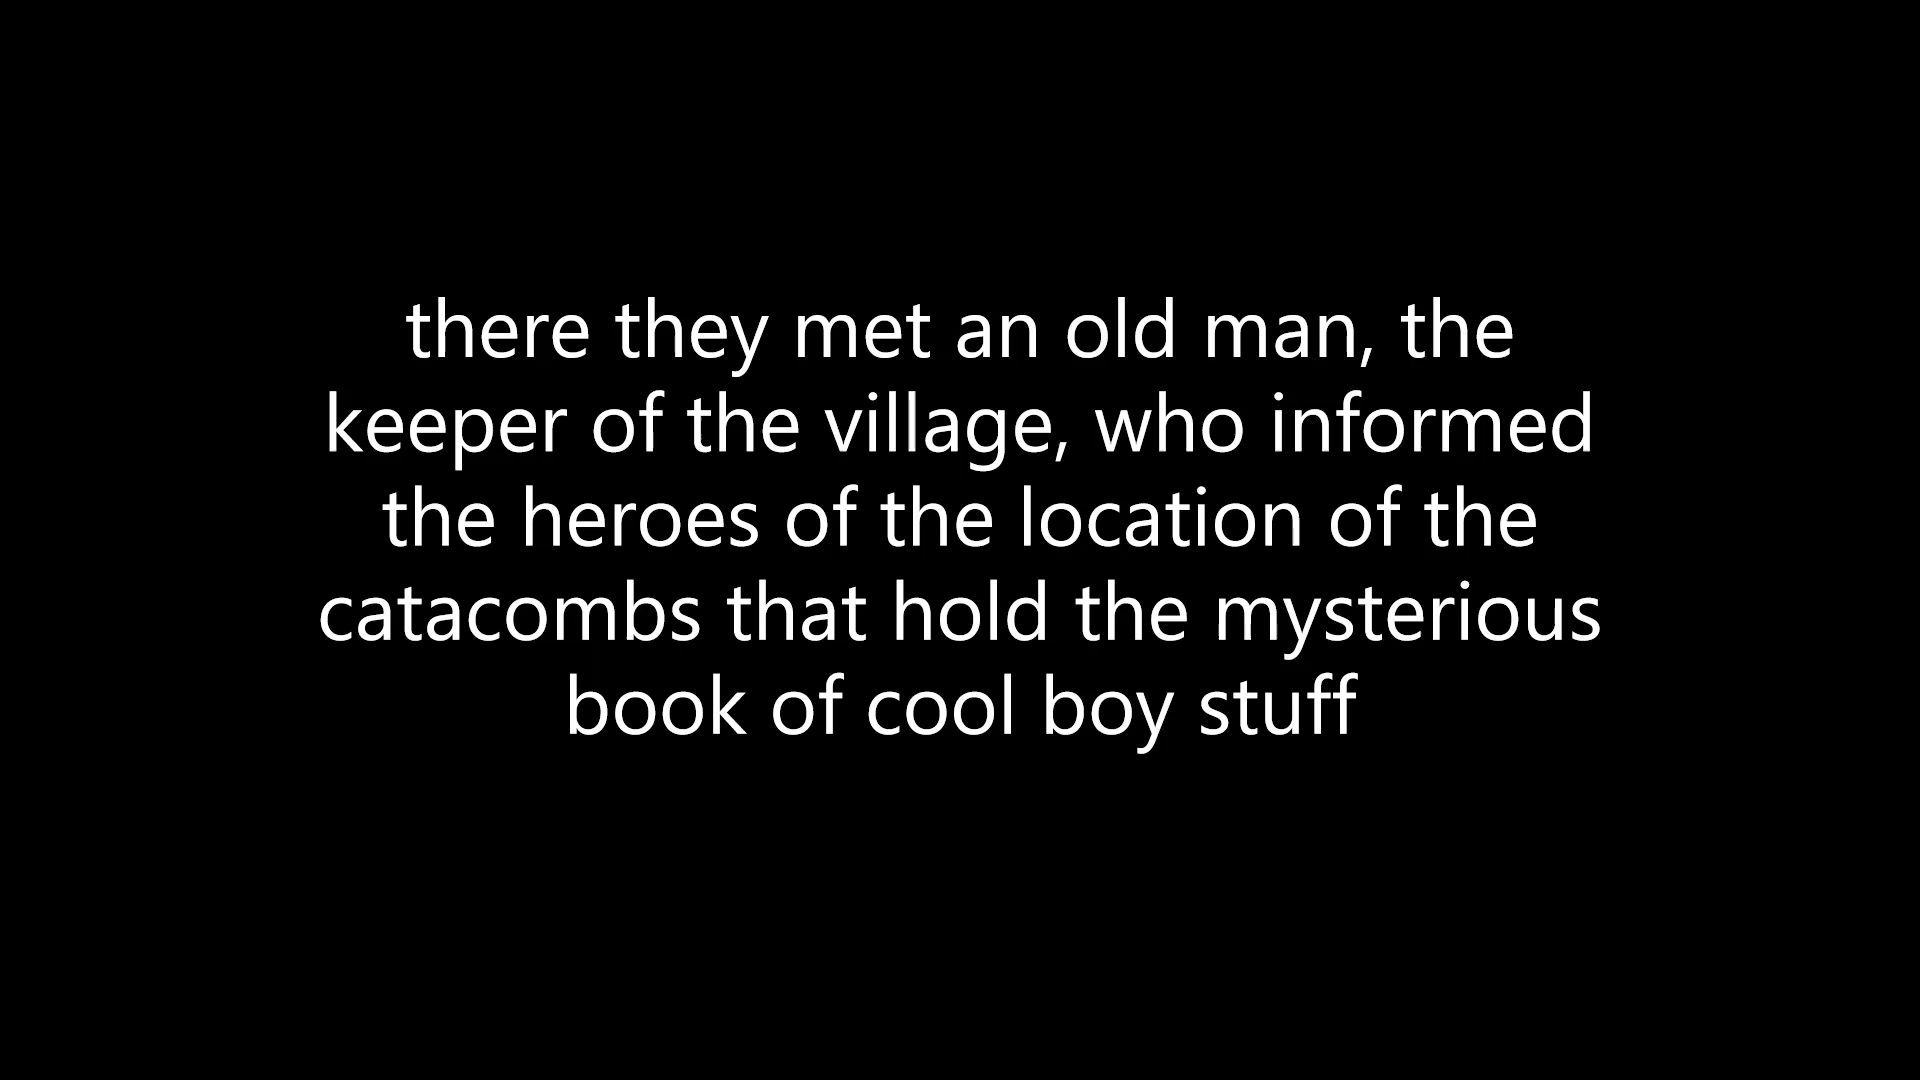 there they met an old man, the
keeper of the village, who informed
the heroes of the location of the
catacombs that hold the mysterious
book of cool boy stuff